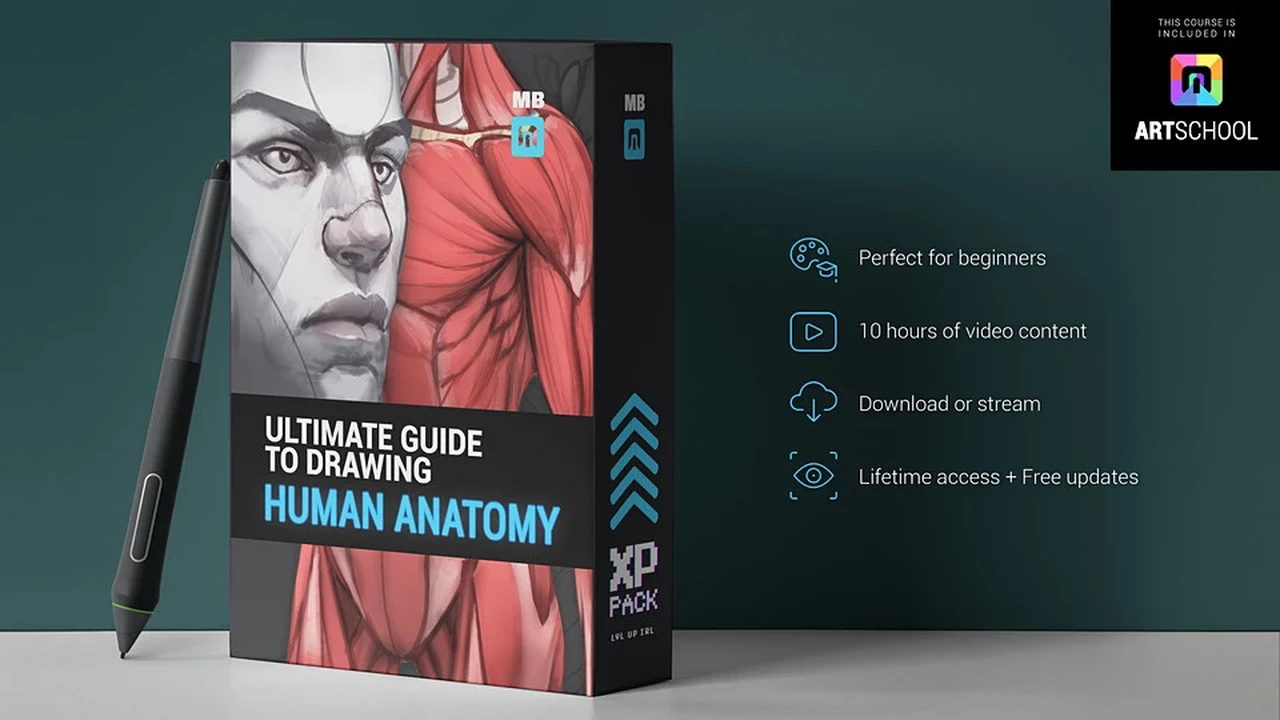 THIS COURSE IS
INCLUDED IN
ARTSCHOOL
MB
MB
ULTIMATE GUIDE
TO DRAWING
HUMAN ANATOMY
XP
PACK
LVL UP IRL
Perfect for beginners
10 hours of video content
Download or stream
Lifetime access + Free updates